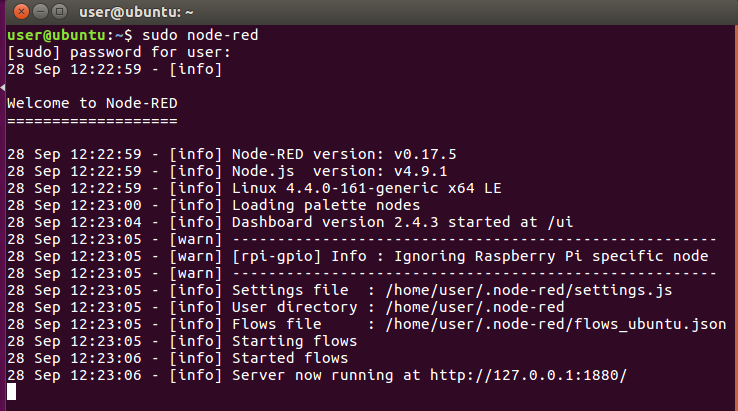 user@ubuntu: ~
user@ubuntu:~$ sudo node-red
[sudo] password for user:
28 Sep 12:22:59 - [info]
Welcome to Node-RED
===================
28 Sep 12:22:59 - [info] Node-RED version: v0.17.5
28 Sep 12:22:59 - [info] Node.js  version: v4.9.1
28 Sep 12:22:59 - [info] Linux 4.4.0-161-generic x64 LE
28 Sep 12:23:00 - [info] Loading palette nodes
28 Sep 12:23:04 - [info] Dashboard version 2.4.3 started at /ui
28 Sep 12:23:05 - [warn] ------------------------------------------------------
28 Sep 12:23:05 - [warn] [rpi-gpio] Info : Ignoring Raspberry Pi specific node
28 Sep 12:23:05 - [warn] ------------------------------------------------------
28 Sep 12:23:05 - [info] Settings file  : /home/user/.node-red/settings.js
28 Sep 12:23:05 - [info] User directory : /home/user/.node-red
28 Sep 12:23:05 - [info] Flows file     : /home/user/.node-red/flows_ubuntu.json
28 Sep 12:23:05 - [info] Starting flows
28 Sep 12:23:06 - [info] Started flows
28 Sep 12:23:06 - [info] Server now running at http://127.0.0.1:1880/